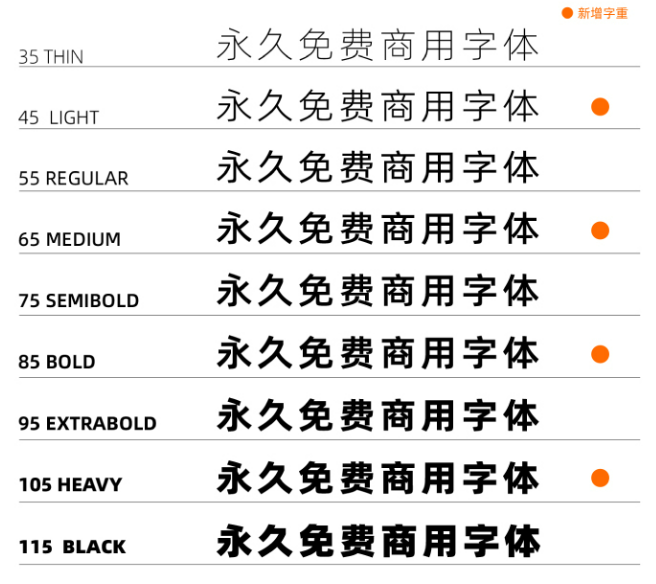 新增字重
35 THIN 永久免费商用字体
45 LIGHT 永久免费商用字体
55 REGULAR 永久免费商用字体
65 MEDIUM 永久免费商用字体
75 SEMIBOLD 永久免费商用字体
85 BOLD 永久免费商用字体
95 EXTRABOLD 永久免费商用字体
105 HEAVY 永久免费商用字体
115 BLACK 永久免费商用字体